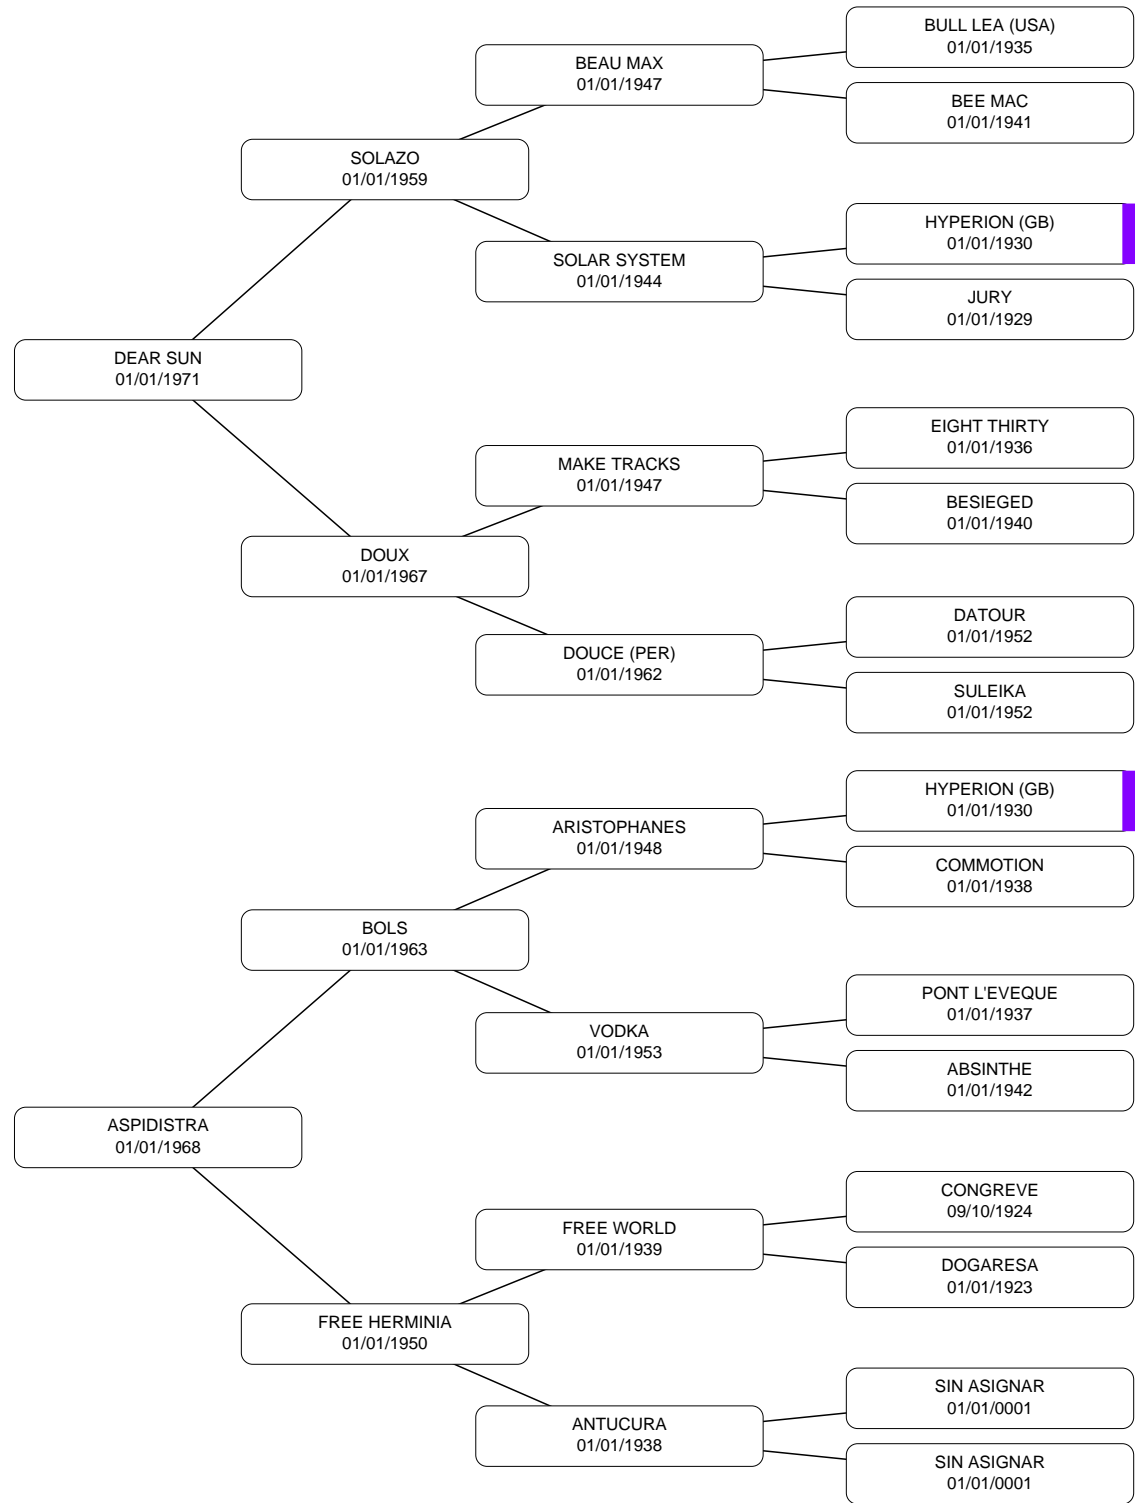 BULL LEA (USA)
01/01/1935
BEAU MAX
01/01/1947
BEE MAC
01/01/1941
SOLAZO
01/01/1959
HYPERION (GB)
01/01/1930
SOLAR SYSTEM
01/01/1944
JURY
01/01/1929
DEAR SUN
01/01/1971
EIGHT THIRTY
01/01/1936
MAKE TRACKS
01/01/1947
BESIEGED
01/01/1940
DOUX
01/01/1967
DATOUR
01/01/1952
DOUCE (PER)
01/01/1962
SULEIKA
01/01/1952
HYPERION (GB)
01/01/1930
ARISTOPHANES
01/01/1948
COMMOTION
01/01/1938
BOLS
01/01/1963
PONT L'EVEQUE
01/01/1937
VODKA
01/01/1953
ABSINTHE
01/01/1942
ASPIDISTRA
01/01/1968
CONGREVE
09/10/1924
FREE WORLD
01/01/1939
DOGARESA
01/01/1923
FREE HERMINIA
01/01/1950
SIN ASIGNAR
01/01/0001
ANTUCURA
01/01/1938
SIN ASIGNAR
01/01/0001